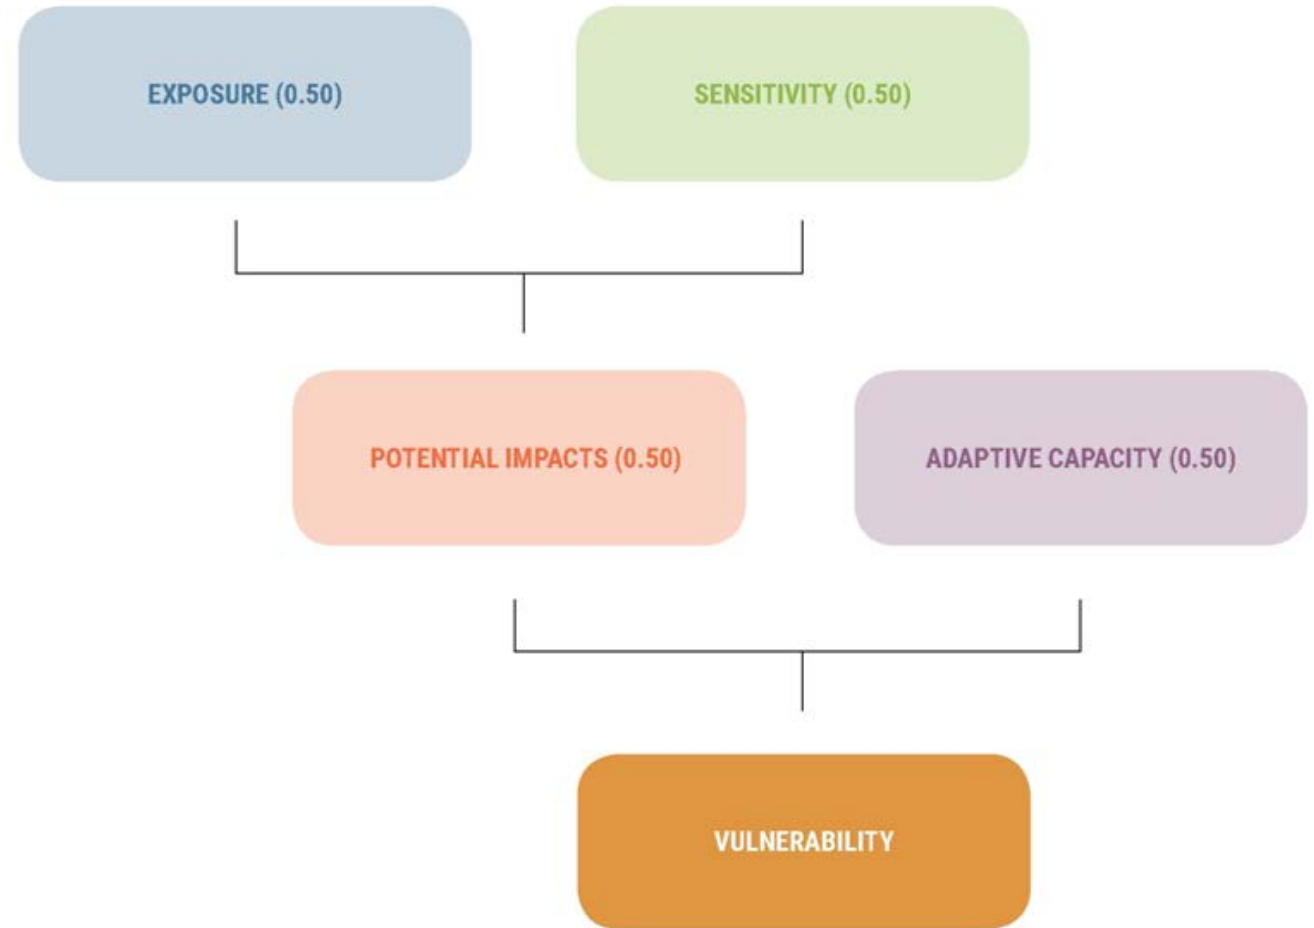 EXPOSURE (0.50)
SENSITIVITY (0.50)
POTENTIAL IMPACTS (0.50)
ADAPTIVE CAPACITY (0.50)
VULNERABILITY